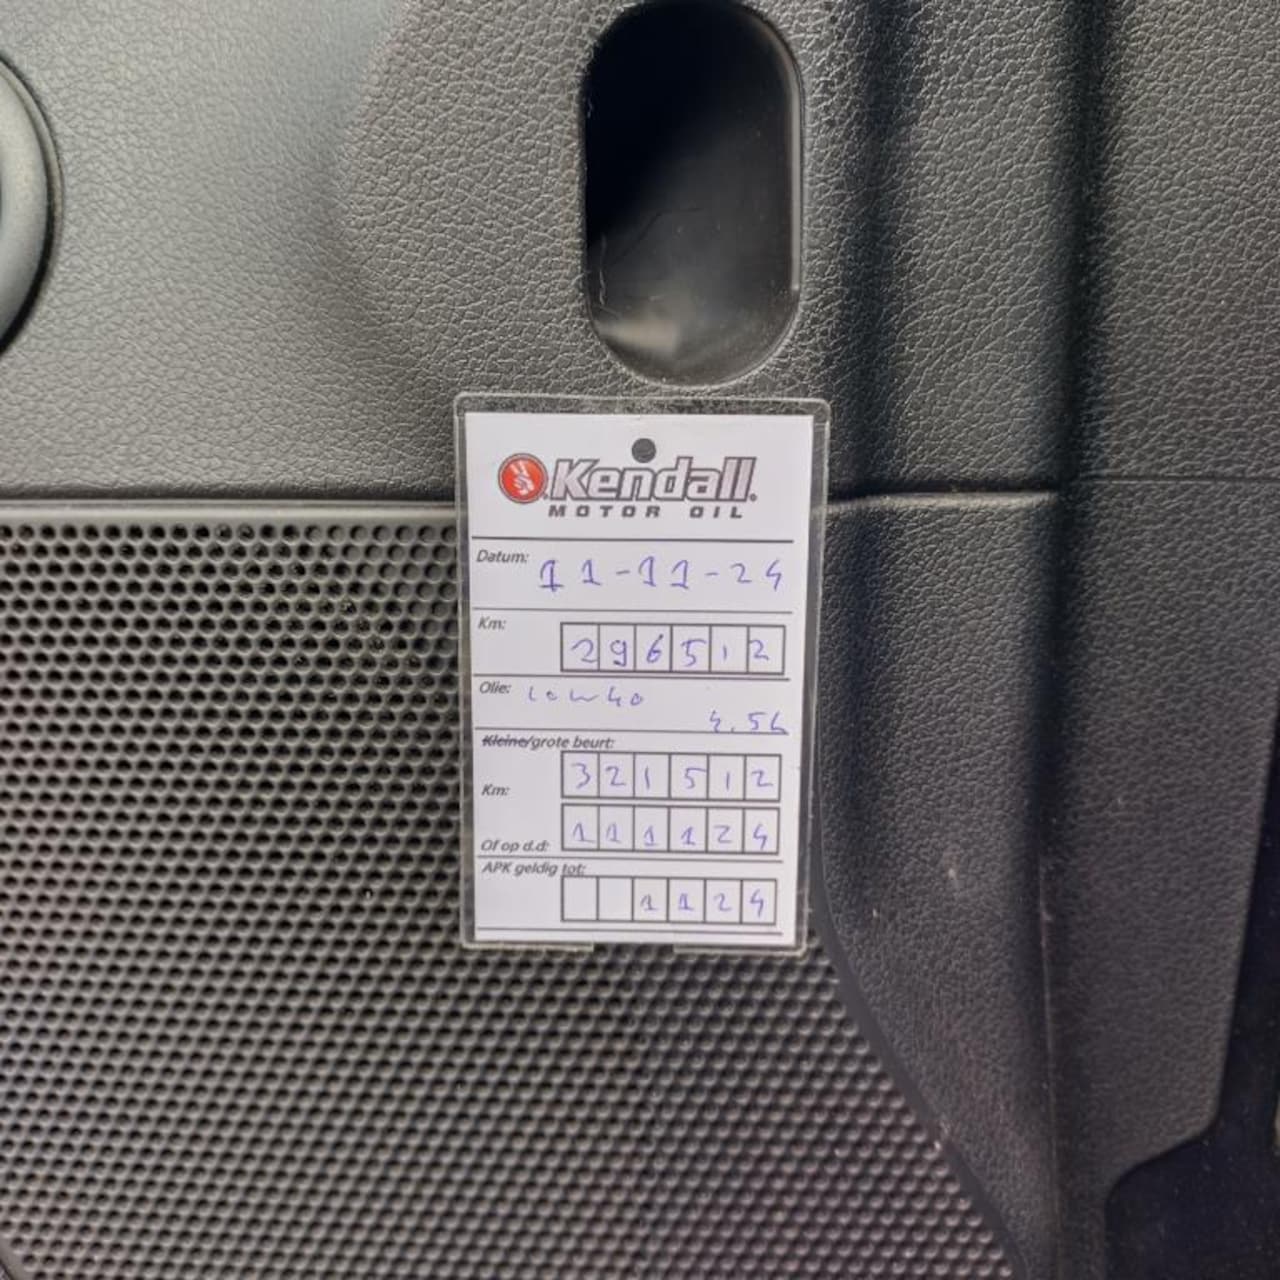 Kendall®
MOTOR OIL
Datum: 11-11-24
Km: 296512
Olie: 10w40
4.5L
Kleine/grote beurt:
Km: 321512
Of op d.d: 111124
APK geldig tot:
1124